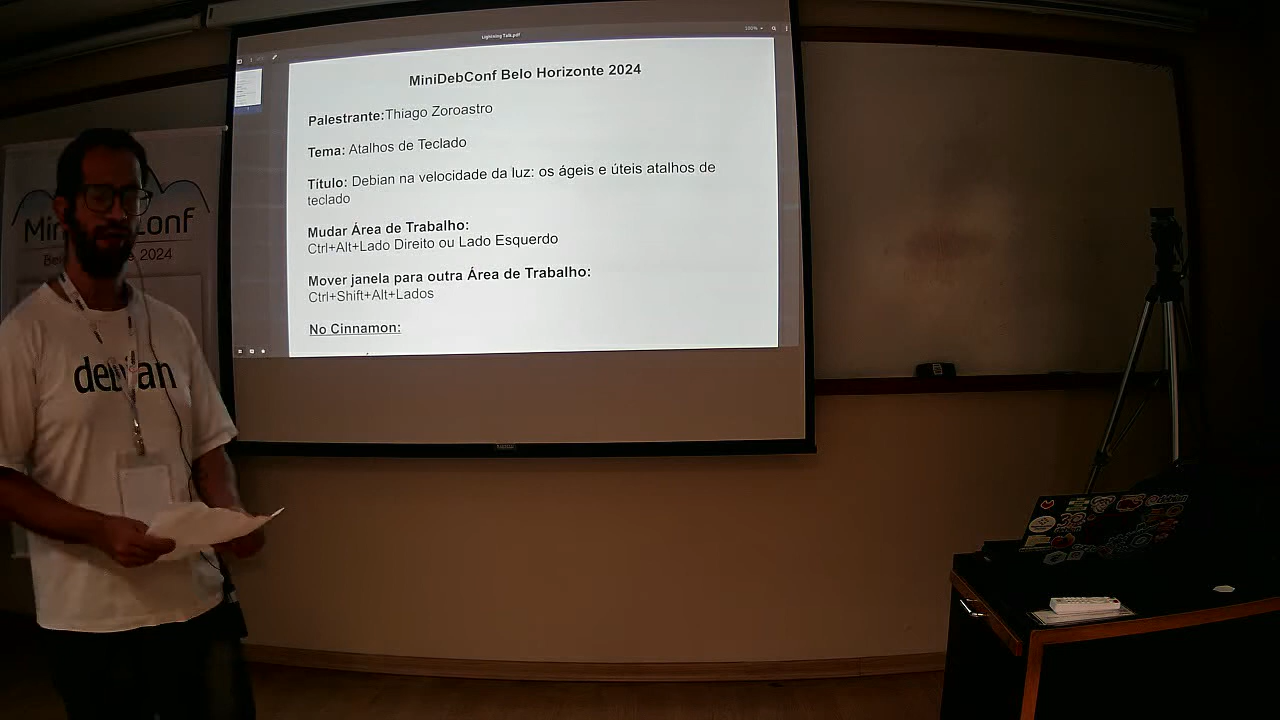 Lightning Talk.pdf
MiniDebConf Belo Horizonte 2024
Palestrante:Thiago Zoroastro
Tema: Atalhos de Teclado
Título: Debian na velocidade da luz: os ágeis e úteis atalhos de
teclado
Mudar Área de Trabalho:
Ctrl+Alt+Lado Direito ou Lado Esquerdo
Mover janela para outra Área de Trabalho:
Ctrl+Shift+Alt+Lados
No Cinnamon:
debian
2024